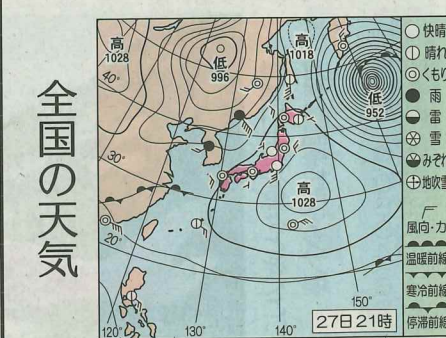 全国の天気
高
1028
低
996
高
1018
低
952
高
1028
40°
30°
20°
120°
130°
140°
150°
27日21時
快晴
晴れ
くもり
雨
雷
雪
みぞれ
地吹雪
風向・力
温暖前線
寒冷前線
停滞前線